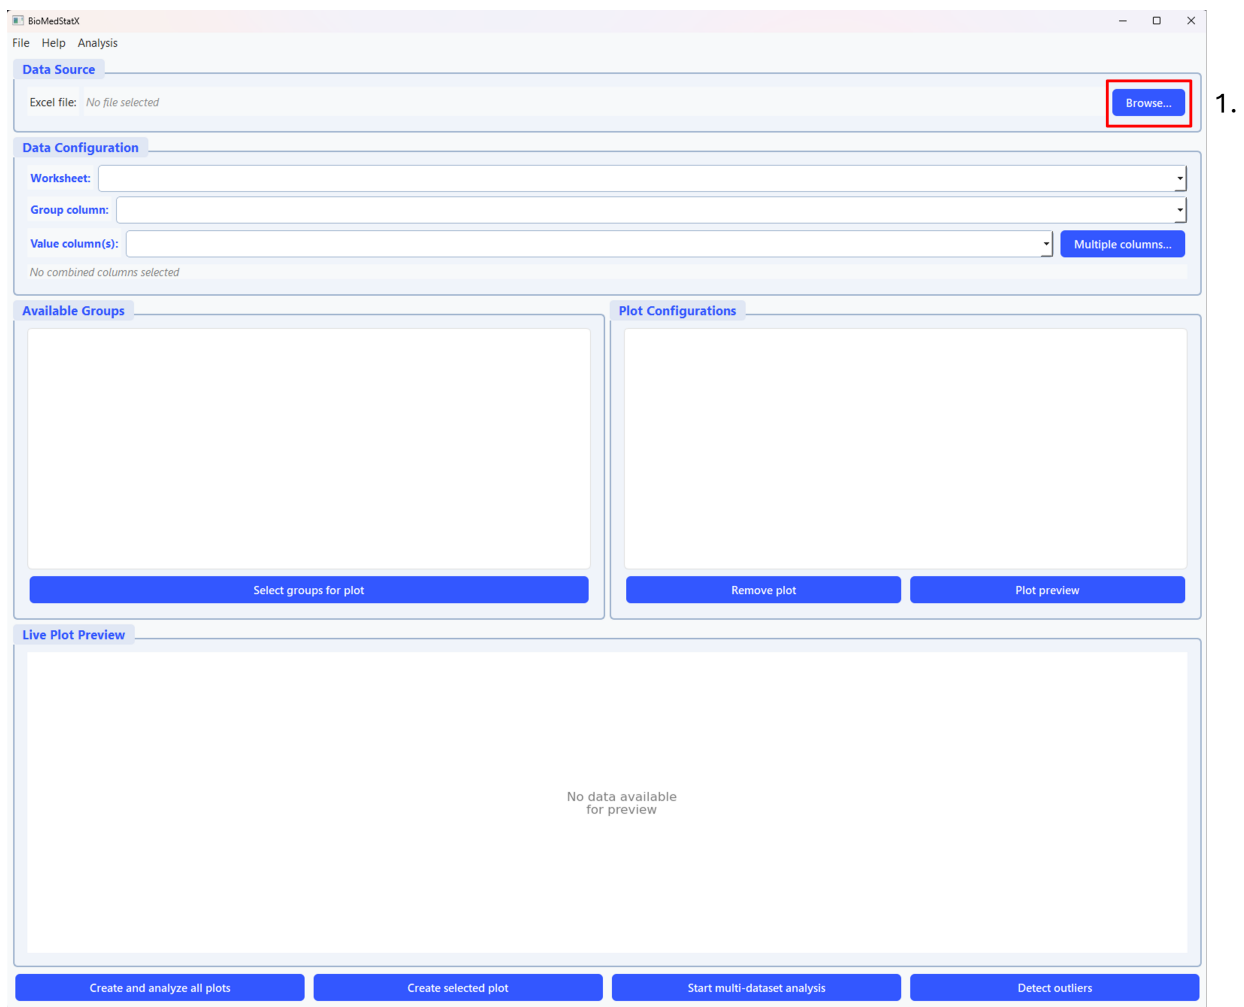 BioMedStatX
File Help Analysis
Data Source
Excel file: No file selected
Browse...
1.
Data Configuration
Worksheet:
Group column:
Value column(s):
Multiple columns...
No combined columns selected
Available Groups
Plot Configurations
Select groups for plot
Remove plot
Plot preview
Live Plot Preview
No data available
for preview
Create and analyze all plots
Create selected plot
Start multi-dataset analysis
Detect outliers